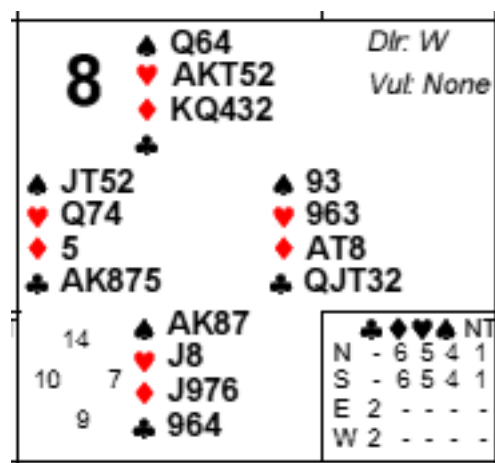 8
♠ Q64
♥ AKT52
♦ KQ432
♣
Dlr: W
Vul: None
♠ JT52
♥ Q74
♦ 5
♣ AK875
♠ 93
♥ 963
♦ AT8
♣ QJT32
14
10 7
9
♠ AK87
♥ J8
♦ J976
♣ 964
♣ ♦ ♥ ♠ NT
N - 6 5 4 1
S - 6 5 4 1
E 2 - - - -
W 2 - - - -